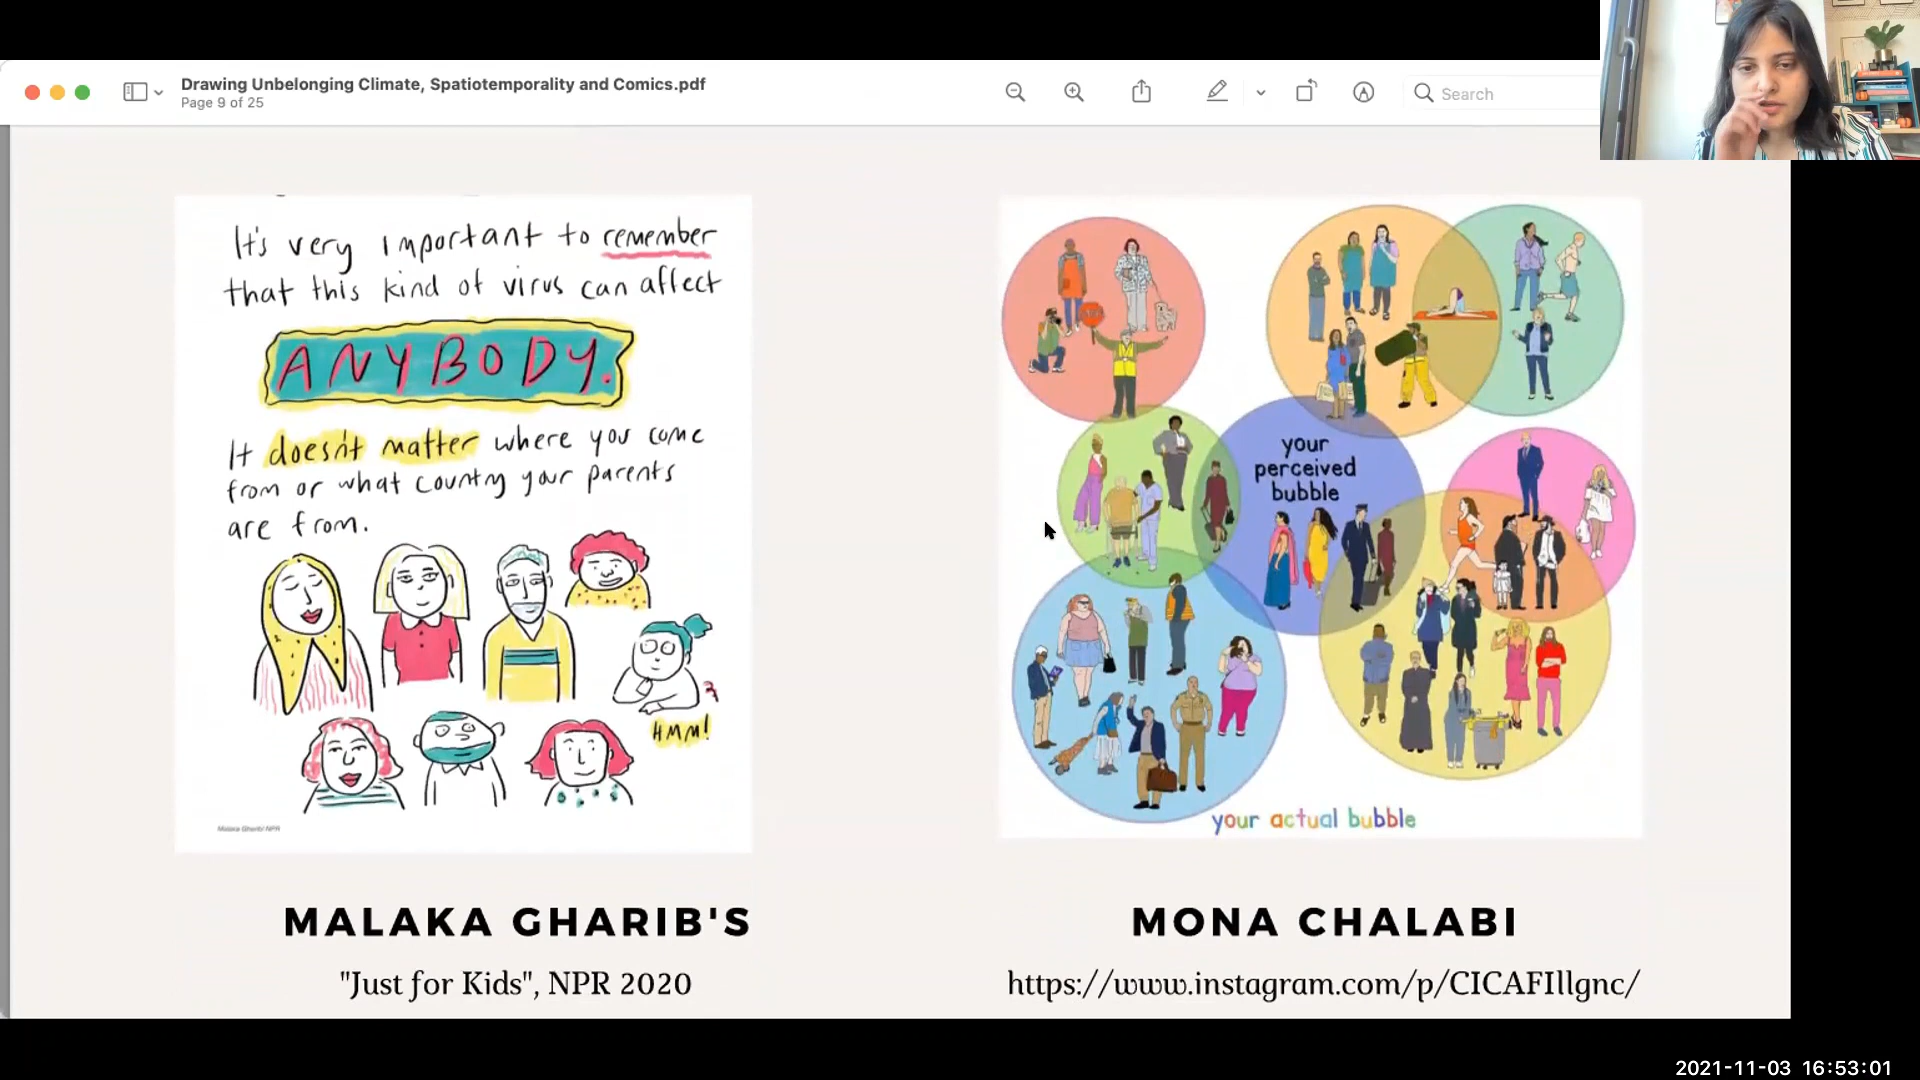 Drawing Unbelonging Climate, Spatiotemporality and Comics.pdf
Page 9 of 25
Search
It's very important to remember
that this kind of virus can affect
ANYBODY.
It doesn't matter where you come
from or what country your parents
are from.
HMM!
Malaka Gharib/ NPR
your
perceived
bubble
your actual bubble
MALAKA GHARIB'S
"Just for Kids", NPR 2020
MONA CHALABI
https://www.instagram.com/p/CICAFIllgnc/
2021-11-03 16:53:01